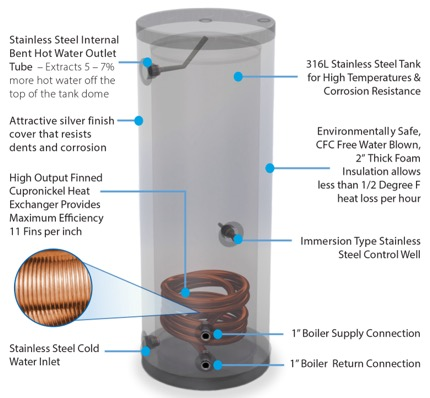 Stainless Steel Internal
Bent Hot Water Outlet
Tube – Extracts 5 – 7%
more hot water off the
top of the tank dome
Attractive silver finish
cover that resists
dents and corrosion
High Output Finned
Cupronickel Heat
Exchanger Provides
Maximum Efficiency
11 Fins per inch
Stainless Steel Cold
Water Inlet
316L Stainless Steel Tank
for High Temperatures &
Corrosion Resistance
Environmentally Safe,
CFC Free Water Blown,
2" Thick Foam
Insulation allows
less than 1/2 Degree F
heat loss per hour
Immersion Type Stainless
Steel Control Well
1" Boiler Supply Connection
1" Boiler Return Connection